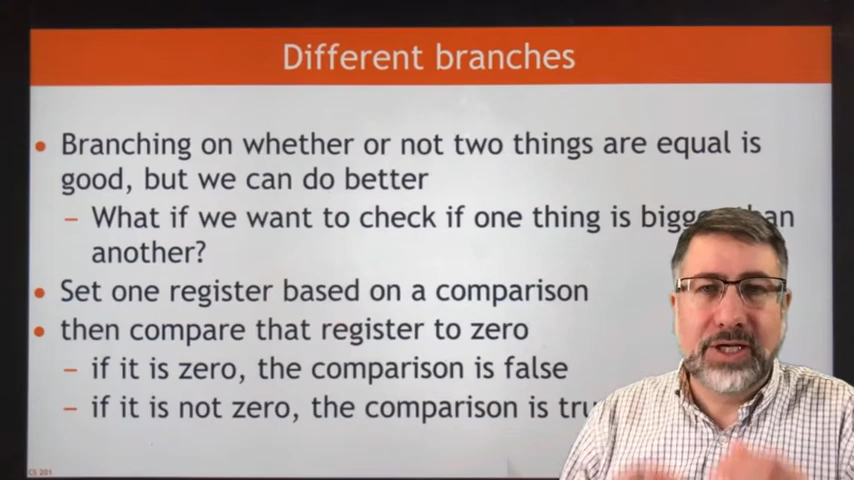 Different branches
• Branching on whether or not two things are equal is
good, but we can do better
– What if we want to check if one thing is bigge than
another?
• Set one register based on a comparison
• then compare that register to zero
– if it is zero, the comparison is false
– if it is not zero, the comparison is tru
CS 201